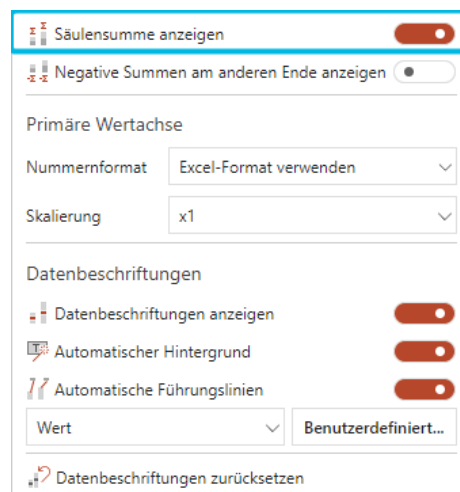 Säulensumme anzeigen
Negative Summen am anderen Ende anzeigen
Primäre Wertachse
Nummernformat Excel-Format verwenden
Skalierung x1
Datenbeschriftungen
Datenbeschriftungen anzeigen
Automatischer Hintergrund
Automatische Führungslinien
Wert Benutzerdefiniert...
Datenbeschriftungen zurücksetzen